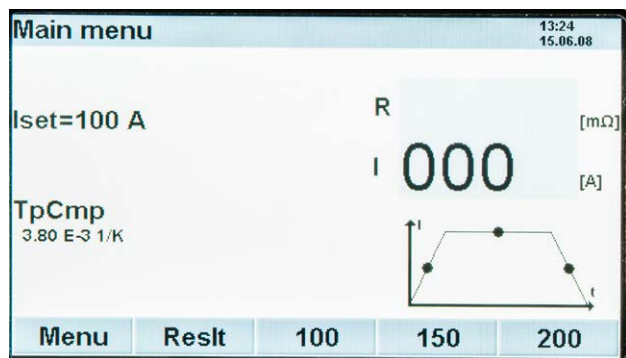 Main menu
13:24
15.06.08
Iset=100 A
R
[mΩ]
I
000
[A]
TpCmp
3.80 E-3 1/K
I
t
Menu
Reslt
100
150
200